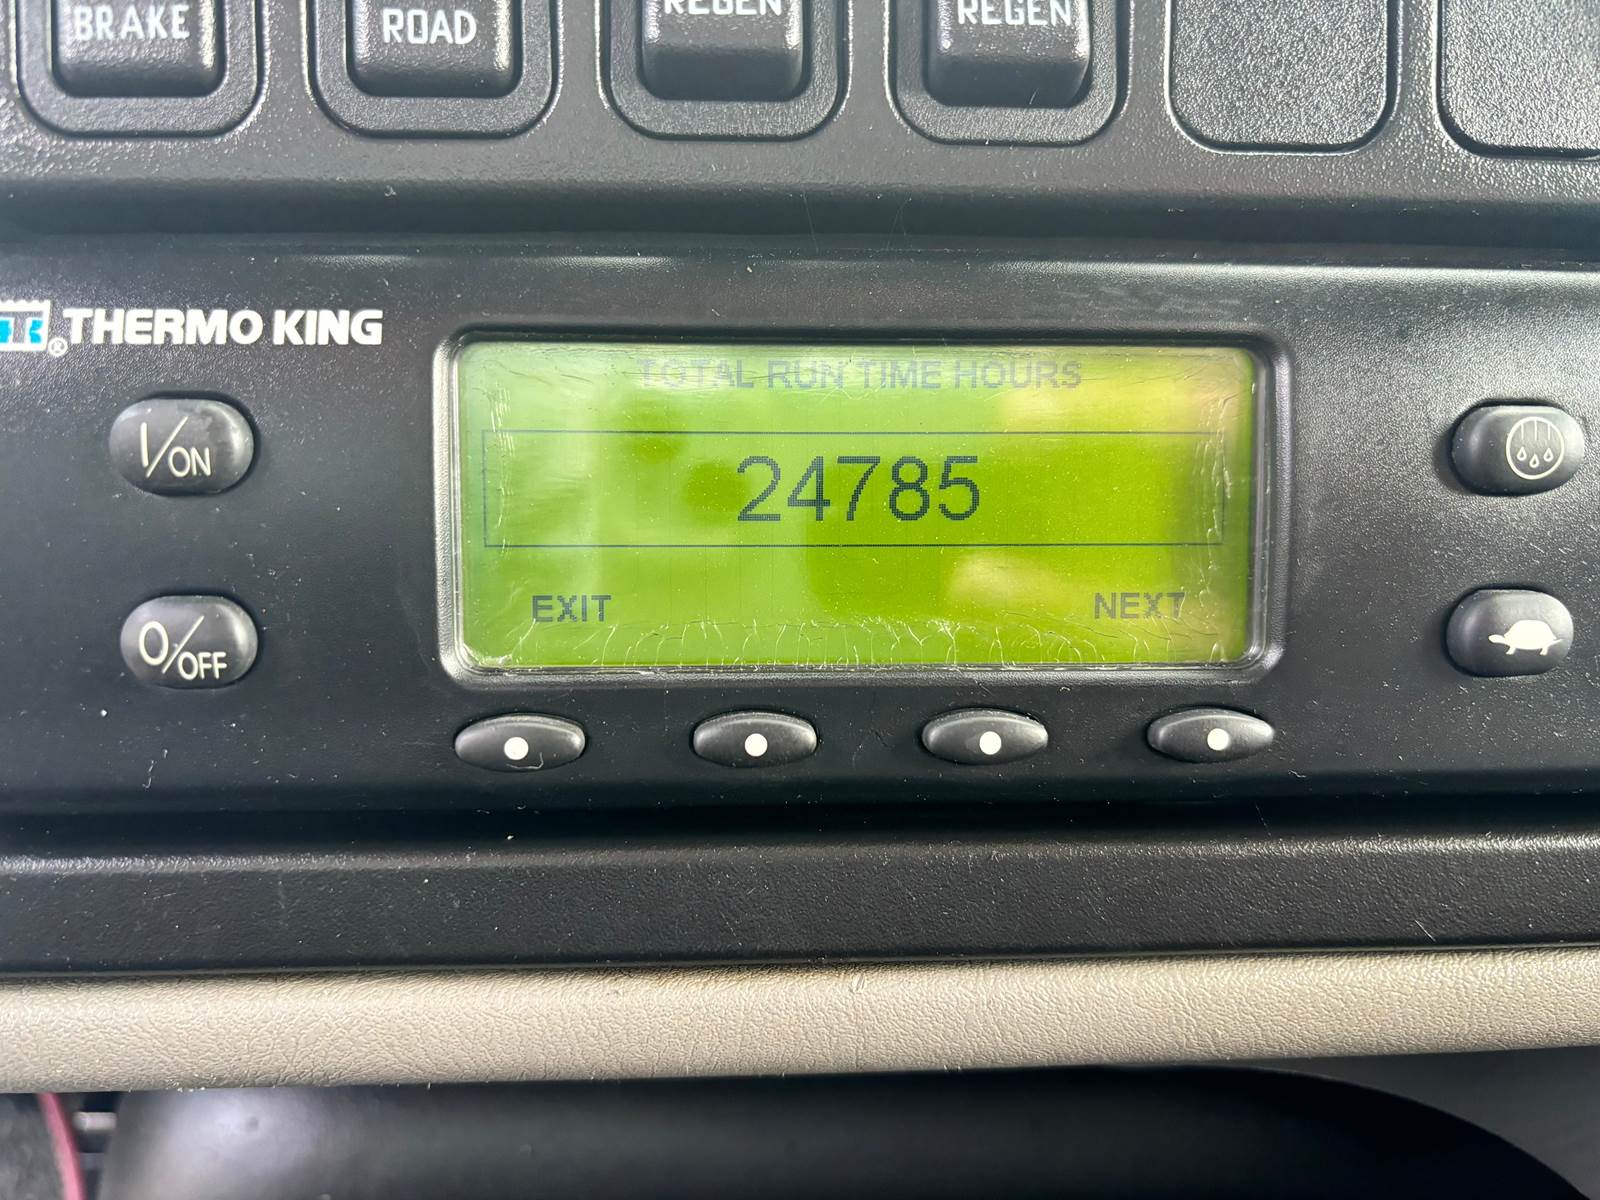 BRAKE
ROAD
REGEN
REGEN
THERMO KING
TOTAL RUN TIME HOURS
I/ON
24785
EXIT
NEXT
O/OFF